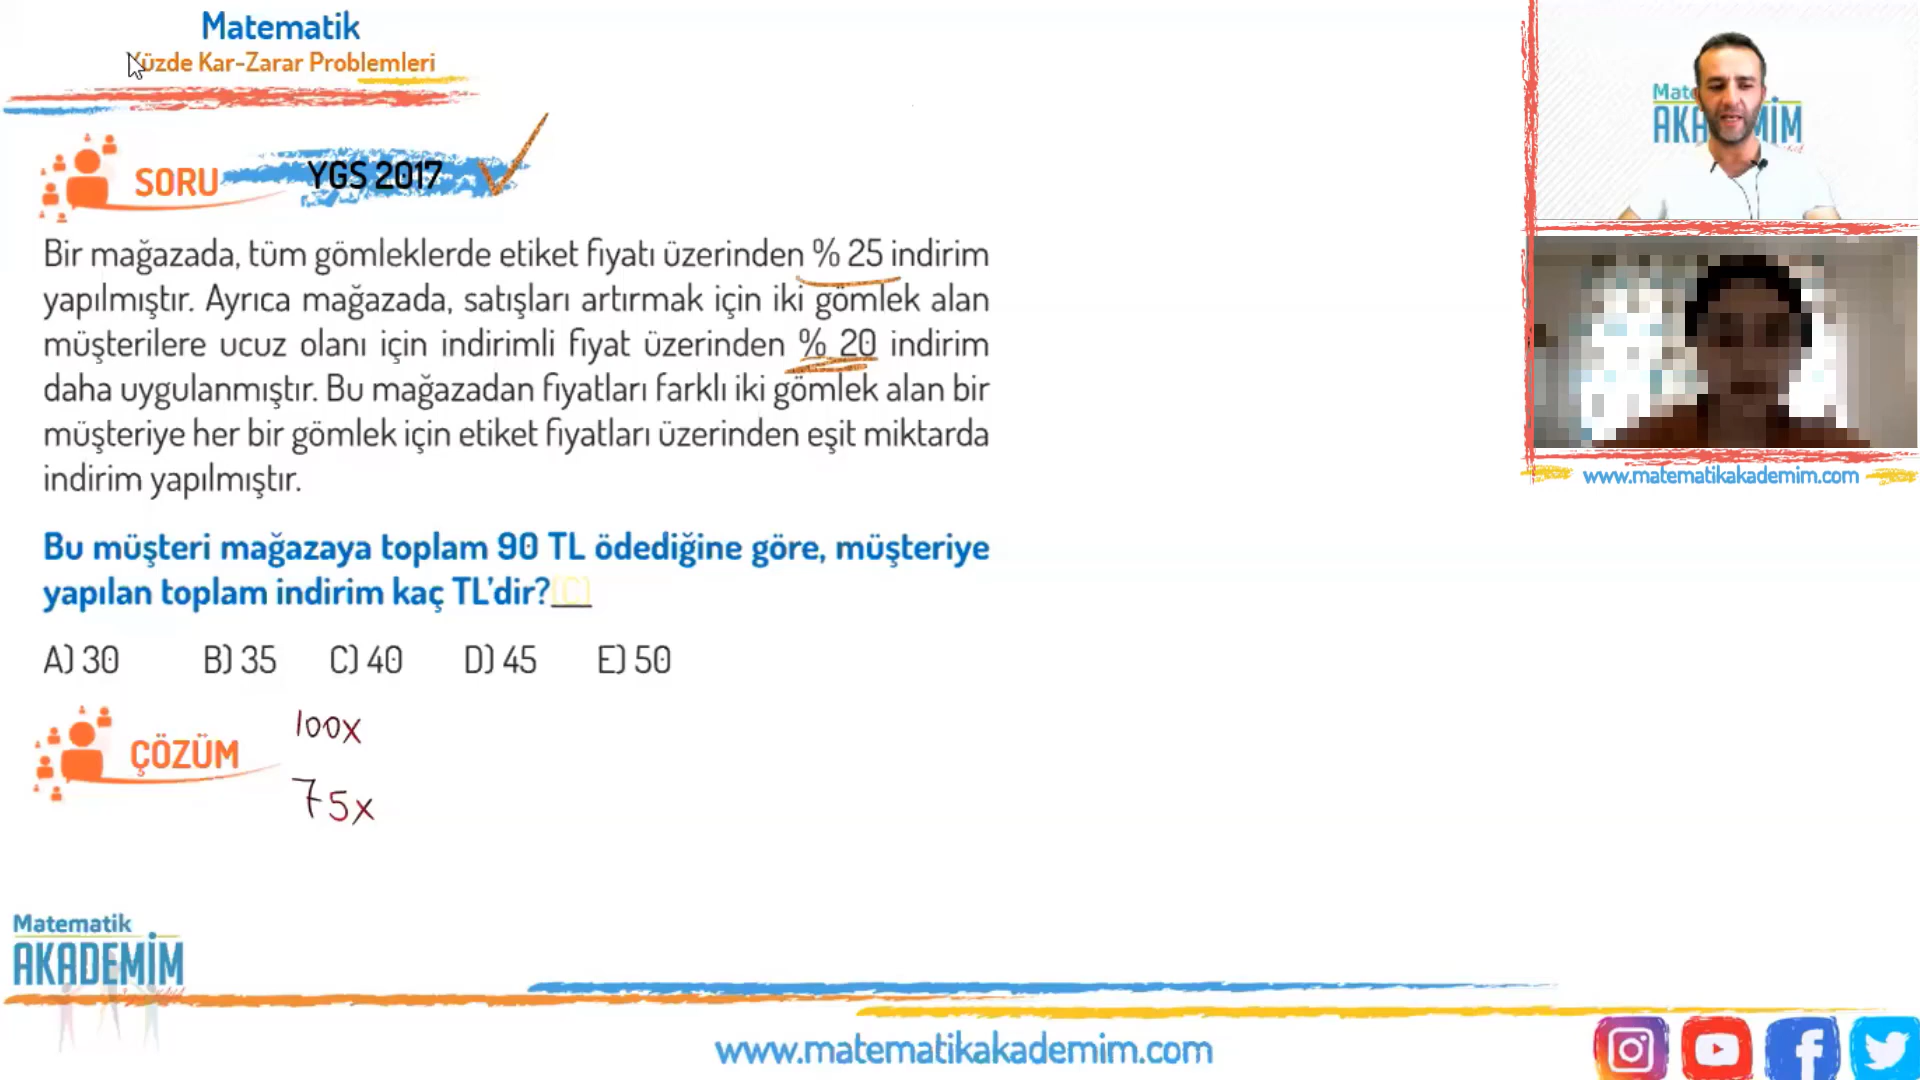 Matematik
Yüzde Kar-Zarar Problemleri
SORU
YGS 2017
Bir mağazada, tüm gömleklerde etiket fiyatı üzerinden % 25 indirim
yapılmıştır. Ayrıca mağazada, satışları artırmak için iki gömlek alan
müşterilere ucuz olanı için indirimli fiyat üzerinden % 20 indirim
daha uygulanmıştır. Bu mağazadan fiyatları farklı iki gömlek alan bir
müşteriye her bir gömlek için etiket fiyatları üzerinden eşit miktarda
indirim yapılmıştır.
Bu müşteri mağazaya toplam 90 TL ödediğine göre, müşteriye
yapılan toplam indirim kaç TL'dir? (C)
A) 30 B) 35 C) 40 D) 45 E) 50
ÇÖZÜM
100x
75x
Matematik
AKADEMİM
www.matematikakademim.com
www.matematikakademim.com